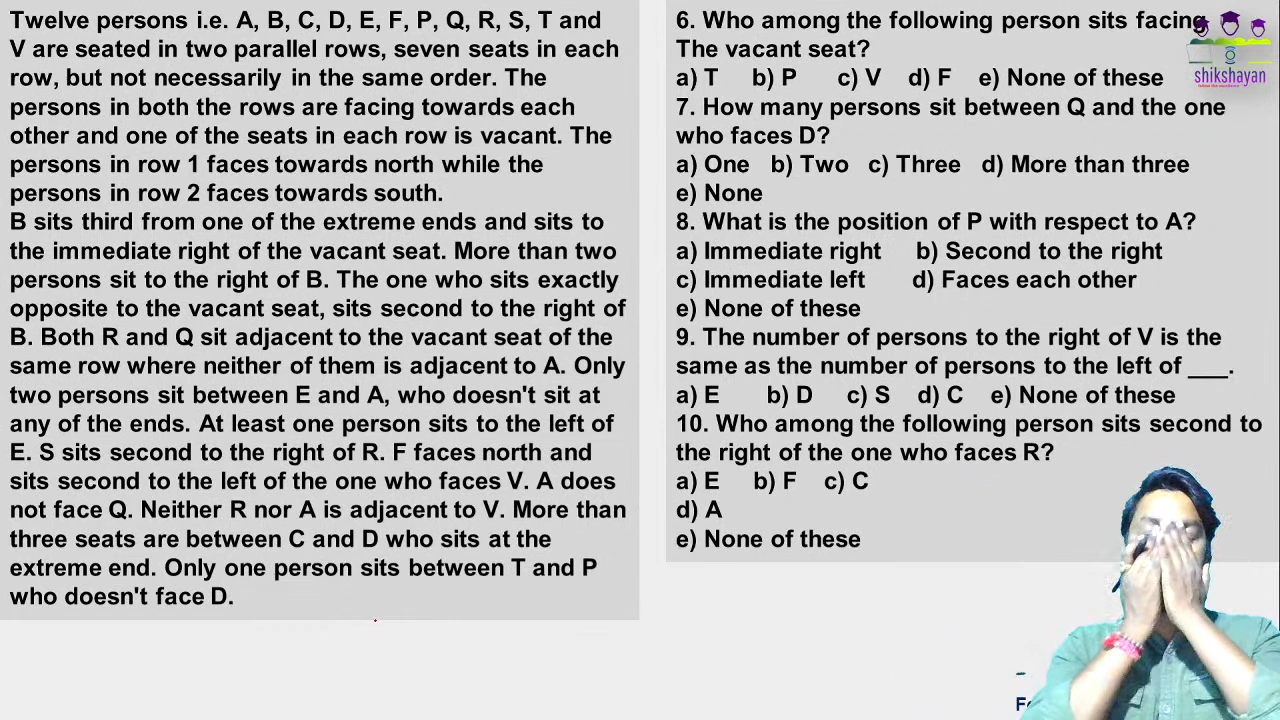 Twelve persons i.e. A, B, C, D, E, F, P, Q, R, S, T and
V are seated in two parallel rows, seven seats in each
row, but not necessarily in the same order. The
persons in both the rows are facing towards each
other and one of the seats in each row is vacant. The
persons in row 1 faces towards north while the
persons in row 2 faces towards south.
B sits third from one of the extreme ends and sits to
the immediate right of the vacant seat. More than two
persons sit to the right of B. The one who sits exactly
opposite to the vacant seat, sits second to the right of
B. Both R and Q sit adjacent to the vacant seat of the
same row where neither of them is adjacent to A. Only
two persons sit between E and A, who doesn't sit at
any of the ends. At least one person sits to the left of
E. S sits second to the right of R. F faces north and
sits second to the left of the one who faces V. A does
not face Q. Neither R nor A is adjacent to V. More than
three seats are between C and D who sits at the
extreme end. Only one person sits between T and P
who doesn't face D.
6. Who among the following person sits facing
The vacant seat?
a) T b) P c) V d) F e) None of these
7. How many persons sit between Q and the one
who faces D?
a) One b) Two c) Three d) More than three
e) None
8. What is the position of P with respect to A?
a) Immediate right b) Second to the right
c) Immediate left d) Faces each other
e) None of these
9. The number of persons to the right of V is the
same as the number of persons to the left of ___.
a) E b) D c) S d) C e) None of these
10. Who among the following person sits second to
the right of the one who faces R?
a) E b) F c) C
d) A
e) None of these
shikshayan